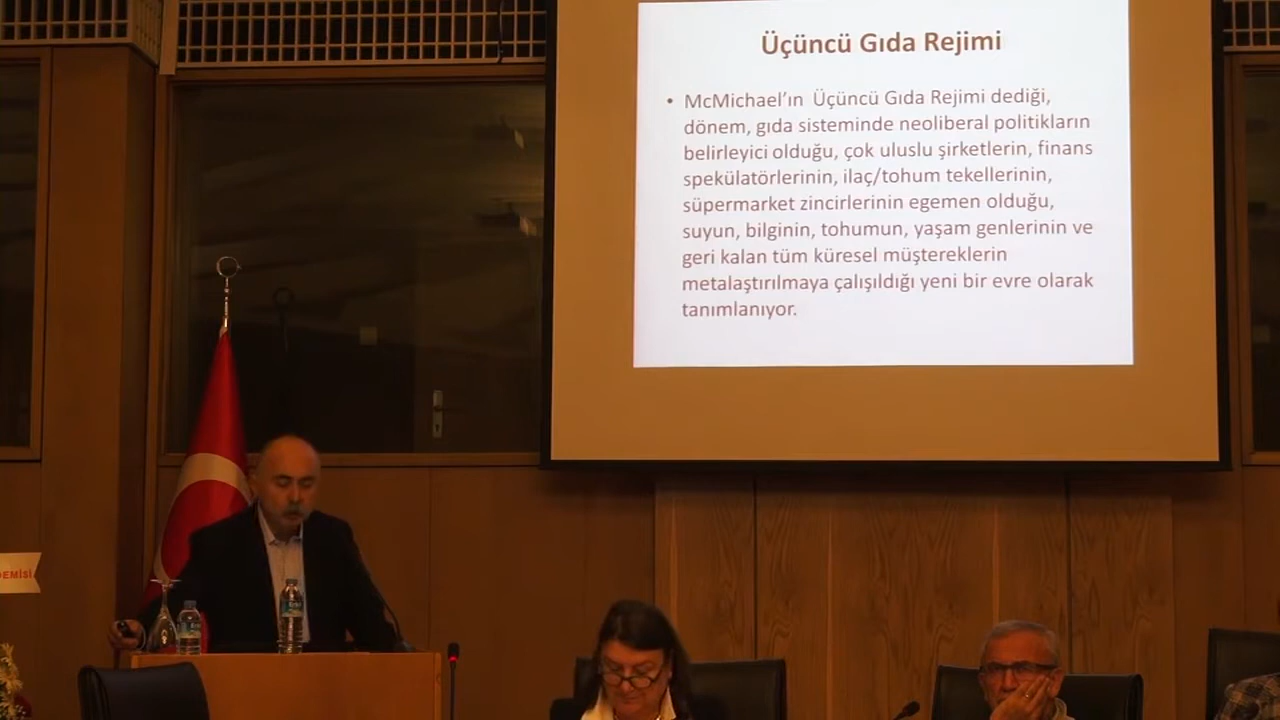 Üçüncü Gıda Rejimi
• McMichael’ın Üçüncü Gıda Rejimi dediği,
dönem, gıda sisteminde neoliberal politikların
belirleyici olduğu, çok uluslu şirketlerin, finans
spekülatörlerinin, ilaç/tohum tekellerinin,
süpermarket zincirlerinin egemen olduğu,
suyun, bilginin, tohumun, yaşam genlerinin ve
geri kalan tüm küresel müştereklerin
metalaştırılmaya çalışıldığı yeni bir evre olarak
tanımlanıyor.
DEMİSİ